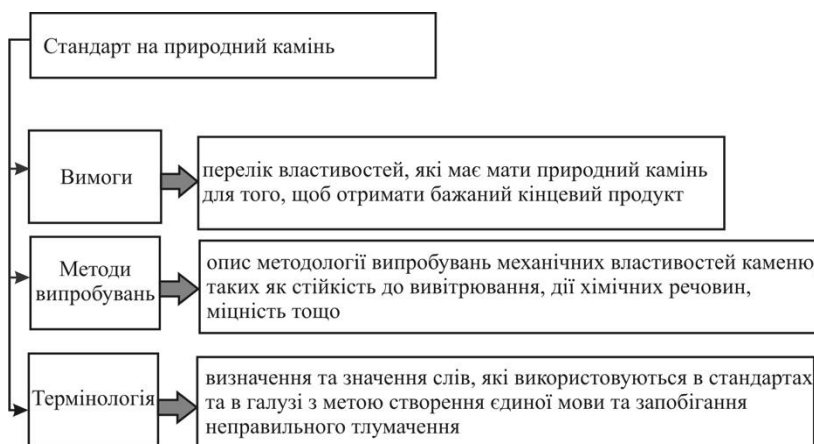 Стандарт на природний камінь
Вимоги
перелік властивостей, які має мати природний камінь
для того, щоб отримати бажаний кінцевий продукт
Методи
випробувань
опис методології випробувань механічних властивостей каменю
таких як стійкість до вивітрювання, дії хімічних речовин,
міцність тощо
Термінологія
визначення та значення слів, які використовуються в стандартах
та в галузі з метою створення єдиної мови та запобігання
неправильного тлумачення